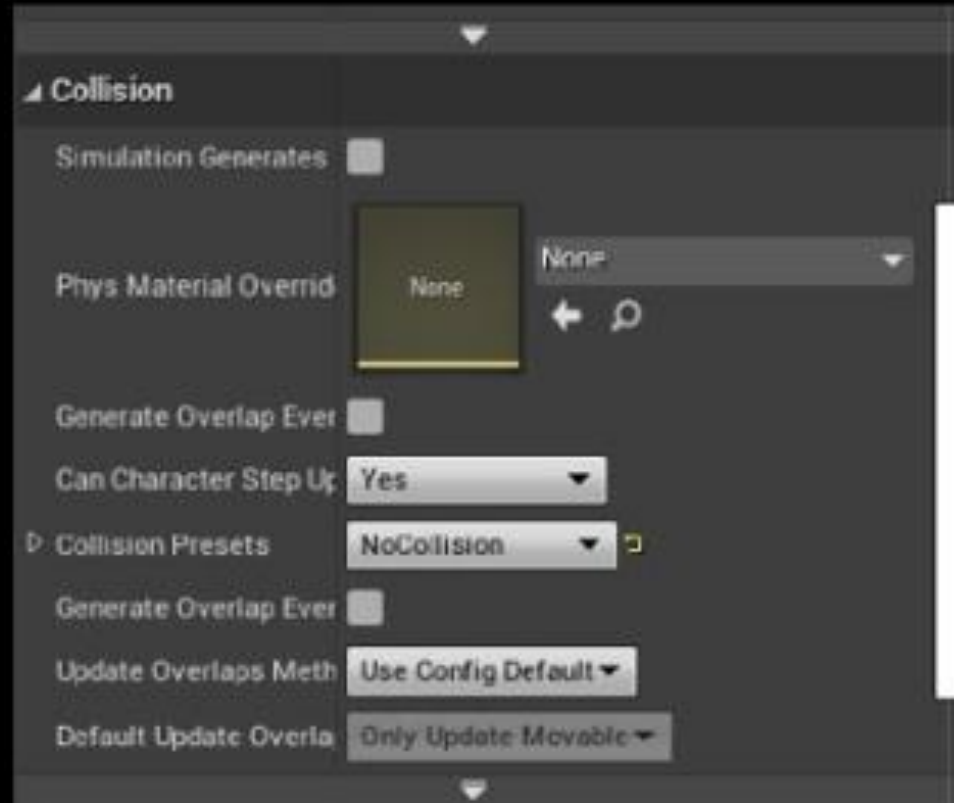 Collision
Simulation Generates
Phys Material Overrid
None
None
Generate Overlap Ever
Can Character Step Up
Yes
Collision Presets
NoCollision
Generate Overlap Ever
Update Overlaps Meth
Use Config Default
Default Update Overla
Only Update Movable